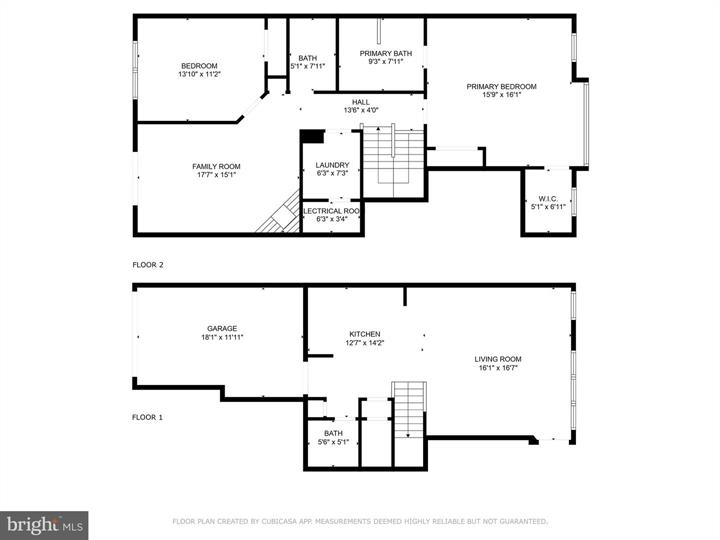 BEDROOM
13'10" x 11'2"
BATH
5'1" x 7'11"
PRIMARY BATH
9'3" x 7'11"
PRIMARY BEDROOM
15'9" x 16'1"
HALL
13'6" x 4'0"
FAMILY ROOM
17'7" x 15'1"
LAUNDRY
6'3" x 7'3"
LECTRICAL ROO
6'3" x 3'4"
W.I.C.
5'1" x 6'11"
FLOOR 2
GARAGE
18'1" x 11'11"
KITCHEN
12'7" x 14'2"
LIVING ROOM
16'1" x 16'7"
FLOOR 1
BATH
5'6" x 5'1"
FLOOR PLAN CREATED BY CUBICASA APP. MEASUREMENTS DEEMED HIGHLY RELIABLE BUT NOT GUARANTEED.
bright MLS